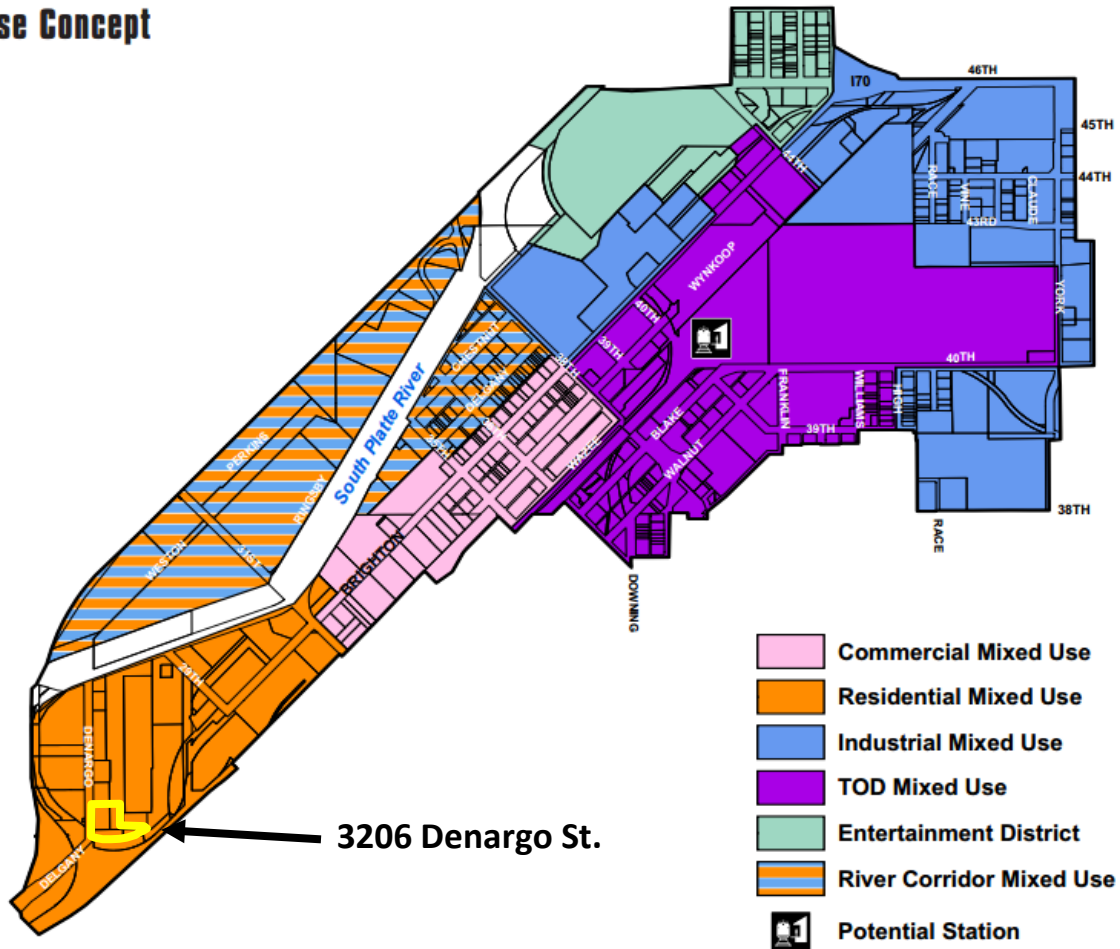 se Concept
46TH
I70
45TH
44TH
44TH
RACE
VINE
CLAUDE
43RD
WYNKOOP
YORK
40TH
39TH
40TH
CHESTNUT
38TH
DELGANY
36TH
WAZEE
BLAKE
WALNUT
FRANKLIN
WILLIAMS
HIGH
39TH
38TH
RACE
DOWNING
South Platte River
PERKINS
RINGSBY
WESTON
31ST
BRIGHTON
29TH
DENARGO
DELGANY
3206 Denargo St.
Commercial Mixed Use
Residential Mixed Use
Industrial Mixed Use
TOD Mixed Use
Entertainment District
River Corridor Mixed Use
Potential Station